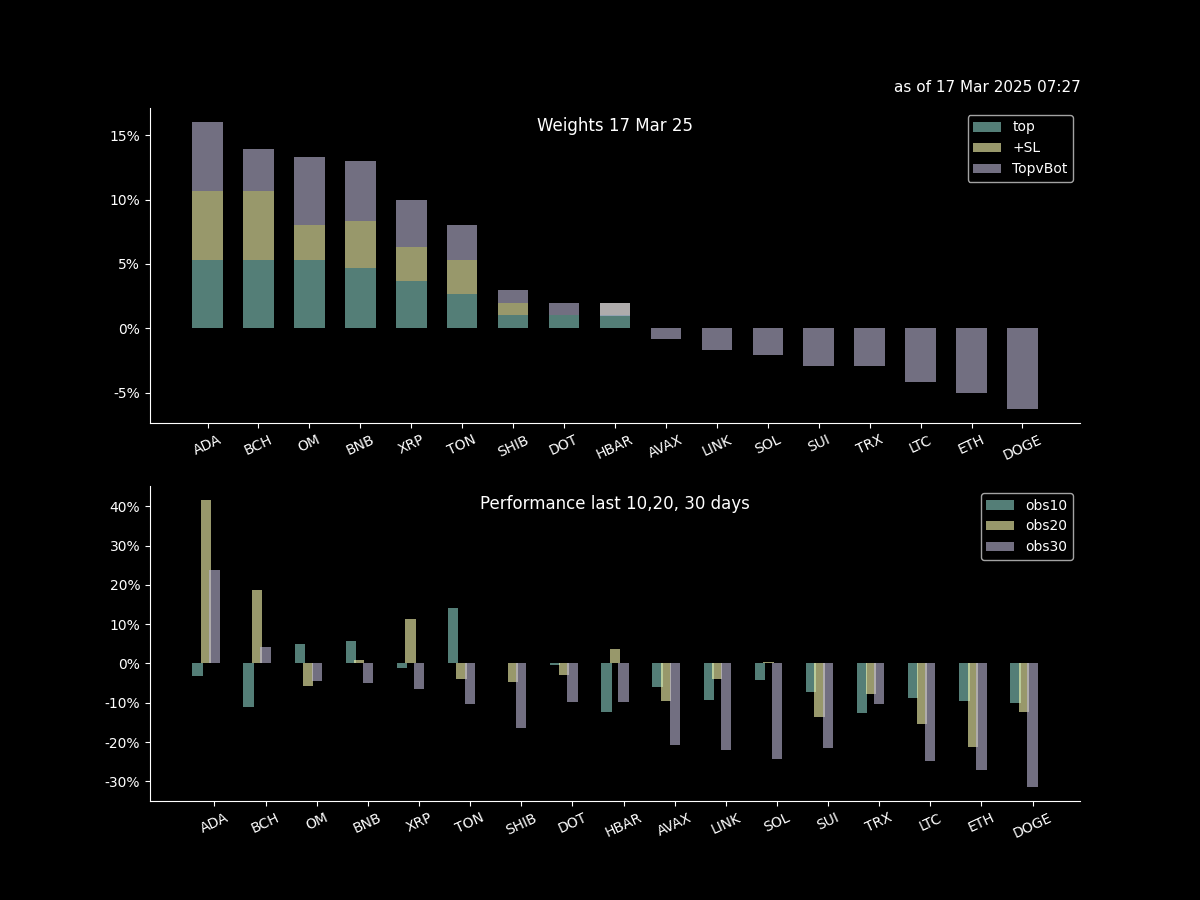 as of 17 Mar 2025 07:27
Weights 17 Mar 25
top
+SL
TopvBot
15%
10%
5%
0%
-5%
ADA BCH OM BNB XRP TON SHIB DOT HBAR AVAX LINK SOL SUI TRX LTC ETH DOGE
Performance last 10,20, 30 days
obs10
obs20
obs30
40%
30%
20%
10%
0%
-10%
-20%
-30%
ADA BCH OM BNB XRP TON SHIB DOT HBAR AVAX LINK SOL SUI TRX LTC ETH DOGE